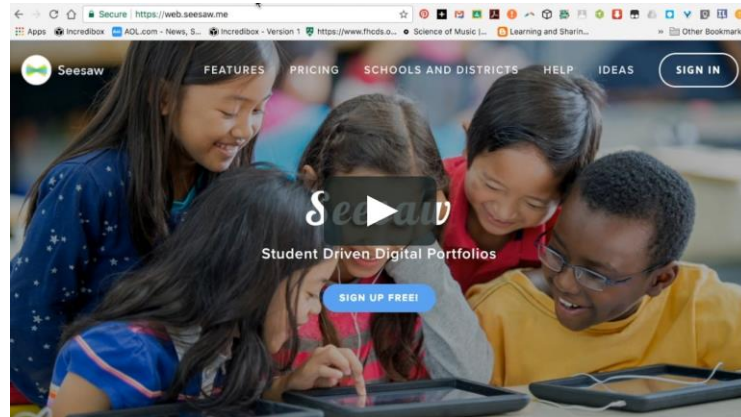 Secure | https://web.seesaw.me
Apps Incredibox AOL.com - News, S... Incredibox - Version 1 https://www.fhcds.o... Science of Music |... Learning and Sharin... » Other Bookmark
Seesaw FEATURES PRICING SCHOOLS AND DISTRICTS HELP IDEAS SIGN IN
Seesaw
Student Driven Digital Portfolios
SIGN UP FREE!